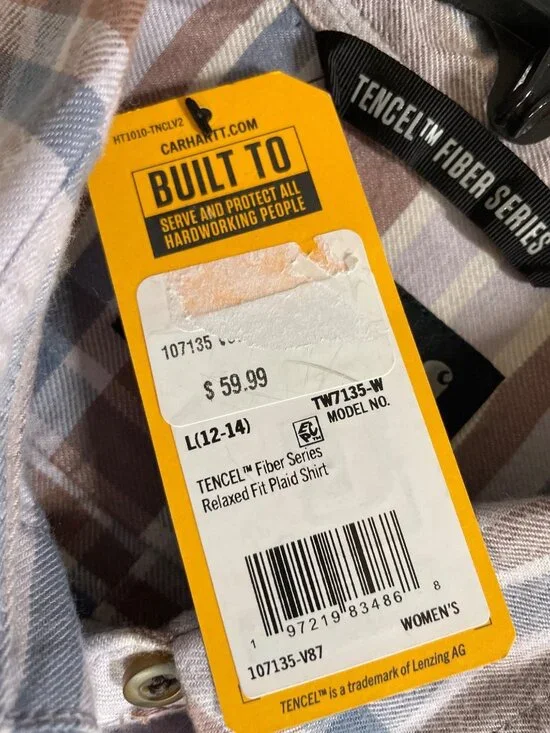 HT1010-TNCLV2
CARHARTT.COM
BUILT TO
SERVE AND PROTECT ALL
HARDWORKING PEOPLE
TENCEL™ FIBER SERIES
107135
$ 59.99
L(12-14)
TW7135-W
MODEL NO.
TENCEL™ Fiber Series
Relaxed Fit Plaid Shirt
1 97219 83486 8
107135-V87
WOMEN'S
TENCEL™ is a trademark of Lenzing AG